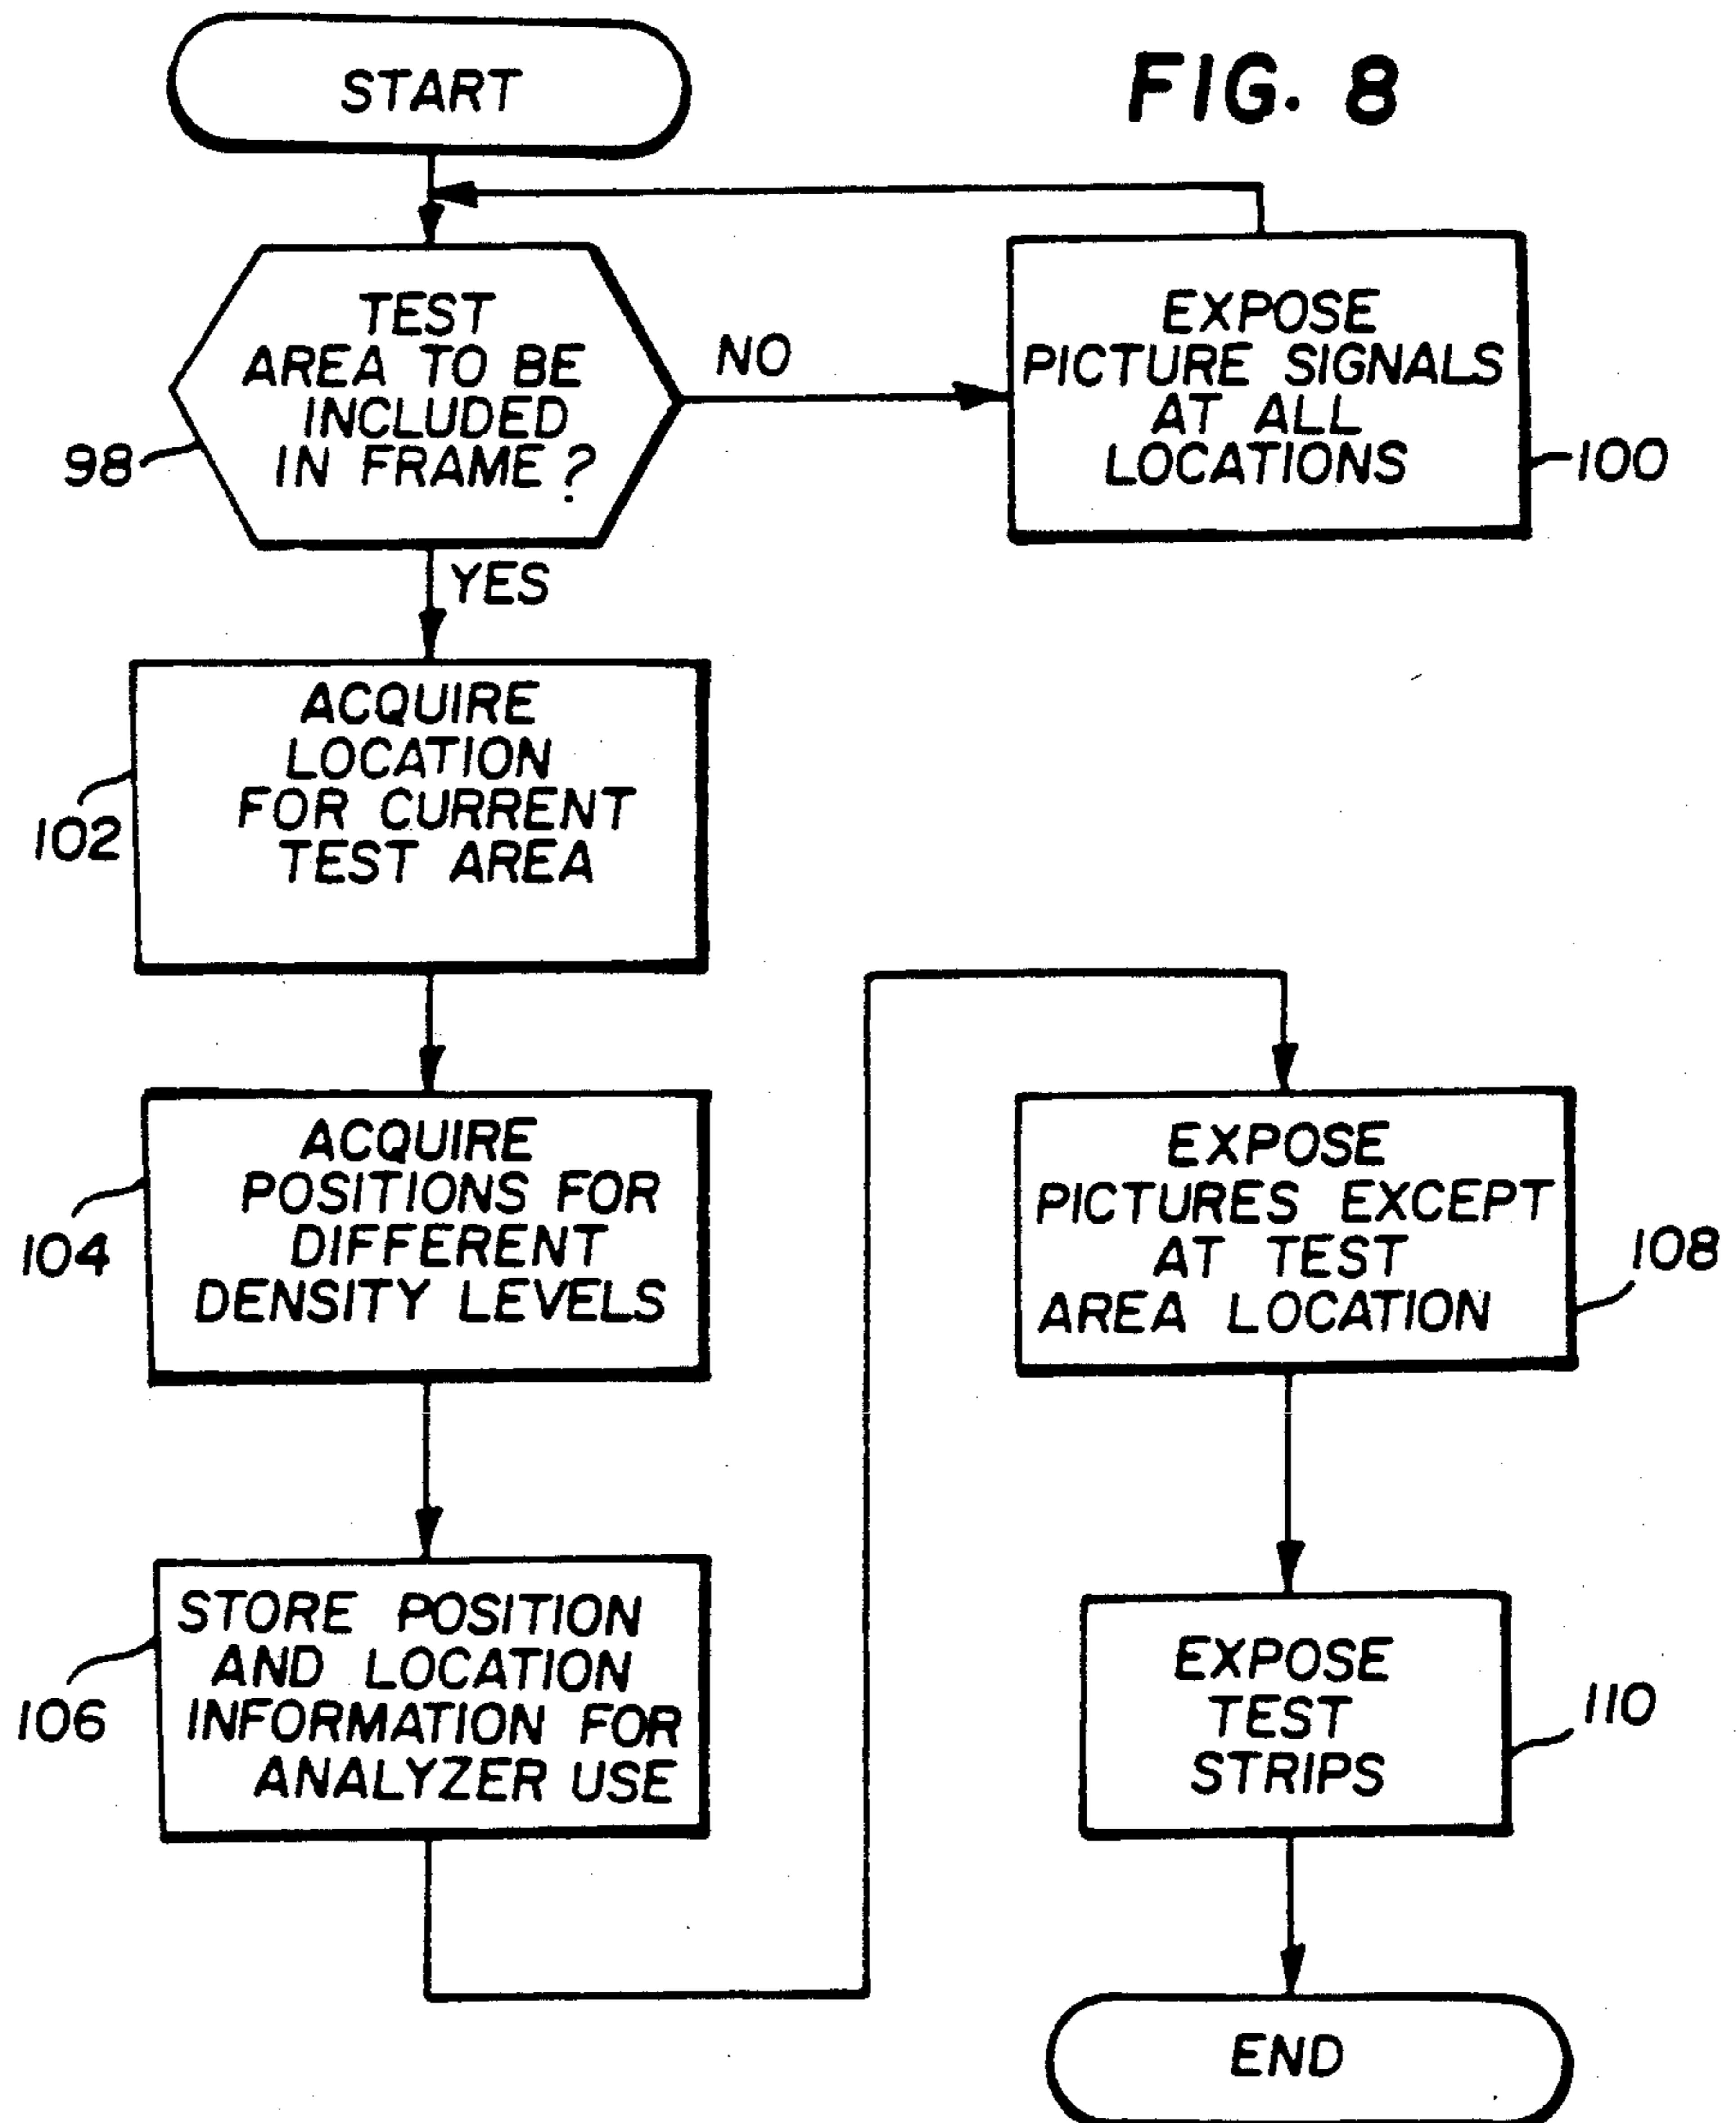 START
FIG. 8
TEST
AREA TO BE
INCLUDED
IN FRAME?
98
NO
EXPOSE
PICTURE SIGNALS
AT ALL
LOCATIONS
100
YES
ACQUIRE
LOCATION
FOR CURRENT
TEST AREA
102
ACQUIRE
POSITIONS FOR
DIFFERENT
DENSITY LEVELS
104
STORE POSITION
AND LOCATION
INFORMATION FOR
ANALYZER USE
106
EXPOSE
PICTURES EXCEPT
AT TEST
AREA LOCATION
108
EXPOSE
TEST
STRIPS
110
END